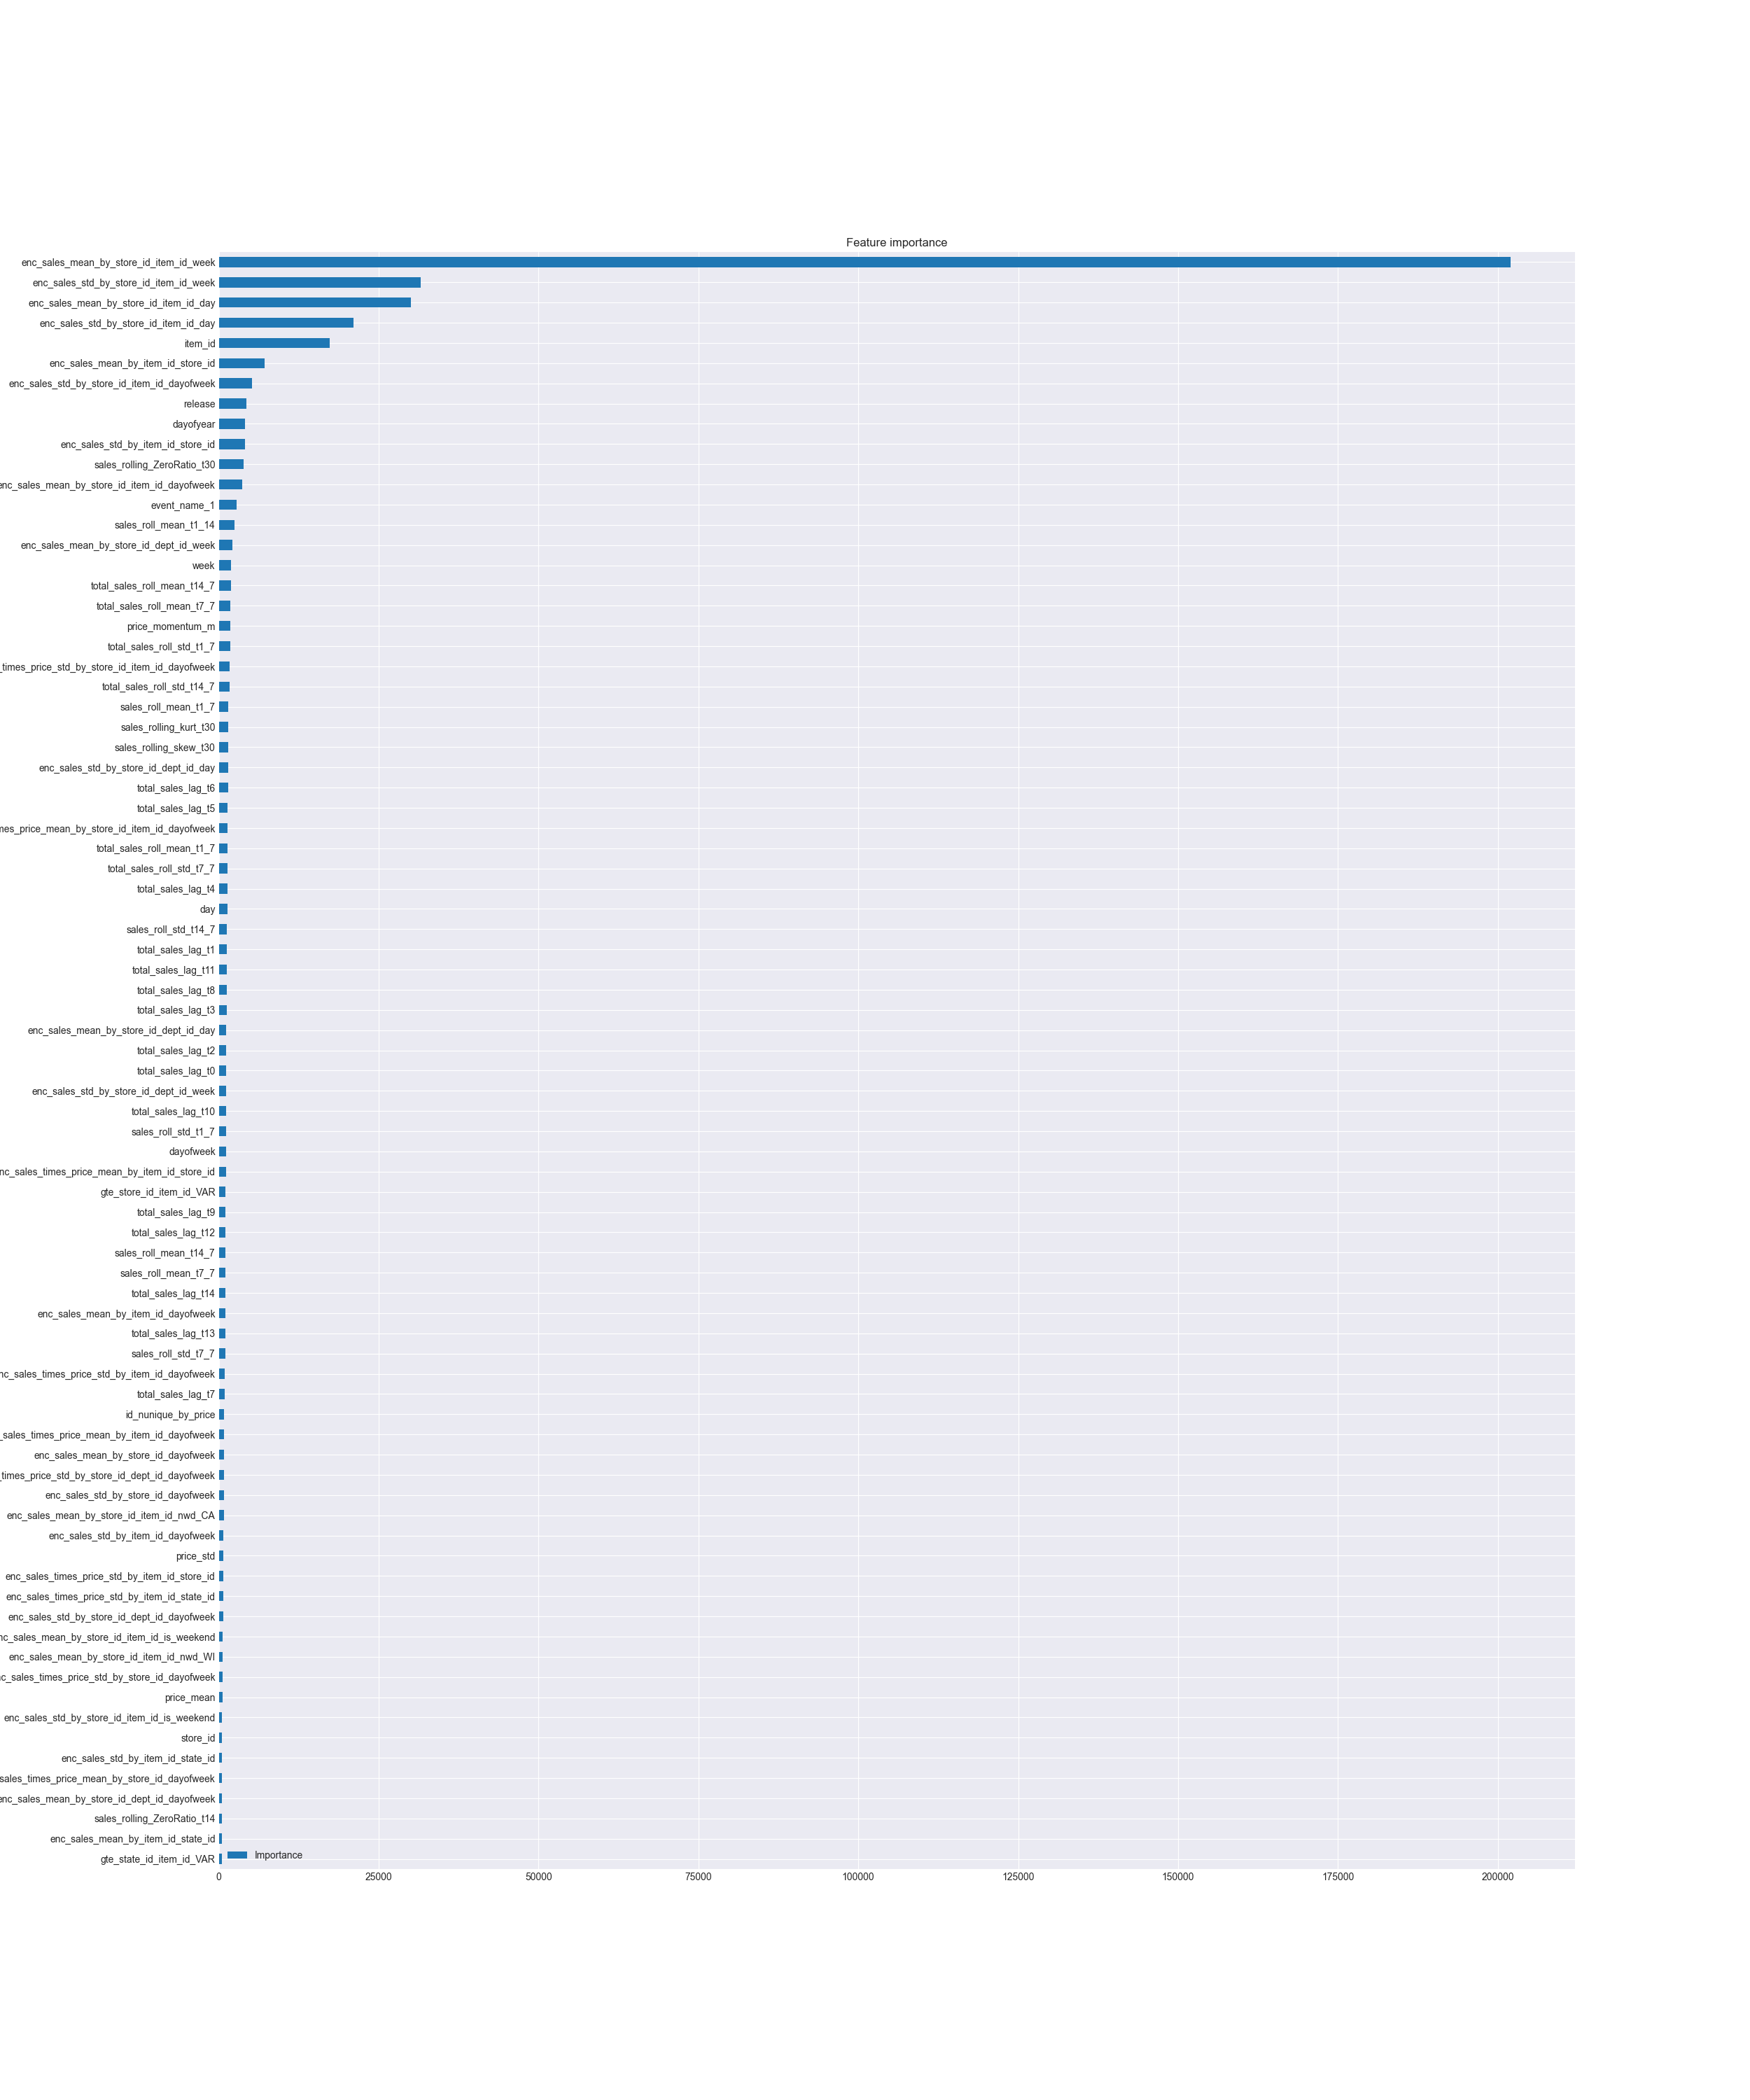 Feature importance
enc_sales_mean_by_store_id_item_id_week
enc_sales_std_by_store_id_item_id_week
enc_sales_mean_by_store_id_item_id_day
enc_sales_std_by_store_id_item_id_day
item_id
enc_sales_mean_by_item_id_store_id
enc_sales_std_by_store_id_item_id_dayofweek
release
dayofyear
enc_sales_std_by_item_id_store_id
sales_rolling_ZeroRatio_t30
enc_sales_mean_by_store_id_item_id_dayofweek
event_name_1
sales_roll_mean_t1_14
enc_sales_mean_by_store_id_dept_id_week
week
total_sales_roll_mean_t14_7
total_sales_roll_mean_t7_7
price_momentum_m
total_sales_roll_std_t1_7
_times_price_std_by_store_id_item_id_dayofweek
total_sales_roll_std_t14_7
sales_roll_mean_t1_7
sales_rolling_kurt_t30
sales_rolling_skew_t30
enc_sales_std_by_store_id_dept_id_day
total_sales_lag_t6
total_sales_lag_t5
mes_price_mean_by_store_id_item_id_dayofweek
total_sales_roll_mean_t1_7
total_sales_roll_std_t7_7
total_sales_lag_t4
day
sales_roll_std_t14_7
total_sales_lag_t1
total_sales_lag_t11
total_sales_lag_t8
total_sales_lag_t3
enc_sales_mean_by_store_id_dept_id_day
total_sales_lag_t2
total_sales_lag_t0
enc_sales_std_by_store_id_dept_id_week
total_sales_lag_t10
sales_roll_std_t1_7
dayofweek
nc_sales_times_price_mean_by_item_id_store_id
gte_store_id_item_id_VAR
total_sales_lag_t9
total_sales_lag_t12
sales_roll_mean_t14_7
sales_roll_mean_t7_7
total_sales_lag_t14
enc_sales_mean_by_item_id_dayofweek
total_sales_lag_t13
sales_roll_std_t7_7
nc_sales_times_price_std_by_item_id_dayofweek
total_sales_lag_t7
id_nunique_by_price
_sales_times_price_mean_by_item_id_dayofweek
enc_sales_mean_by_store_id_dayofweek
_times_price_std_by_store_id_dept_id_dayofweek
enc_sales_std_by_store_id_dayofweek
enc_sales_mean_by_store_id_item_id_nwd_CA
enc_sales_std_by_item_id_dayofweek
price_std
enc_sales_times_price_std_by_item_id_store_id
enc_sales_times_price_std_by_item_id_state_id
enc_sales_std_by_store_id_dept_id_dayofweek
nc_sales_mean_by_store_id_item_id_is_weekend
enc_sales_mean_by_store_id_item_id_nwd_WI
nc_sales_times_price_std_by_store_id_dayofweek
price_mean
enc_sales_std_by_store_id_item_id_is_weekend
store_id
enc_sales_std_by_item_id_state_id
sales_times_price_mean_by_store_id_dayofweek
enc_sales_mean_by_store_id_dept_id_dayofweek
sales_rolling_ZeroRatio_t14
enc_sales_mean_by_item_id_state_id
gte_state_id_item_id_VAR
Importance
0 25000 50000 75000 100000 125000 150000 175000 200000